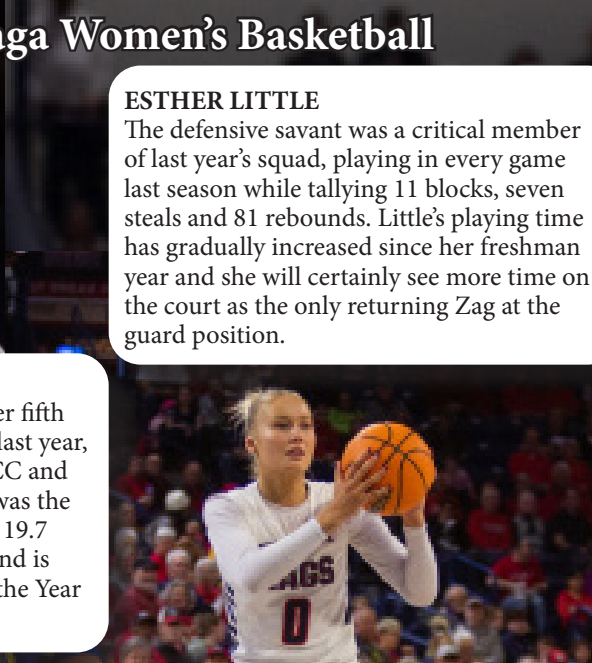 aga Women's Basketball
ESTHER LITTLE
The defensive savant was a critical member
of last year's squad, playing in every game
last season while tallying 11 blocks, seven
steals and 81 rebounds. Little's playing time
has gradually increased since her freshman
year and she will certainly see more time on
the court as the only returning Zag at the
guard position.
er fifth
last year,
CC and
was the
19.7
nd is
the Year
AGS
0